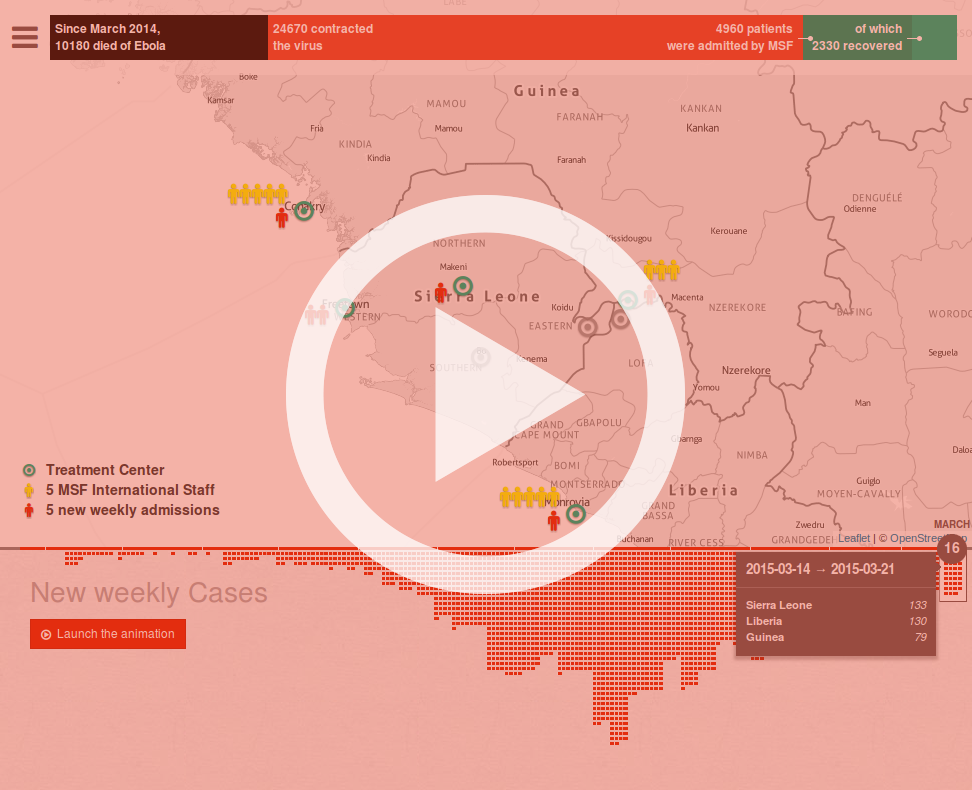 LABE
Since March 2014,
10180 died of Ebola
24670 contracted
the virus
4960 patients
were admitted by MSF
of which
2330 recovered
Boke
Kamsar
Guinea
MAMOU
FARANAH
KANKAN
Fria
Mamou
Kankan
KINDIA
Kindia
Faranah
DENGUÉLÉ
Odienne
Conakry
Kerouane
Kissidougou
NORTHERN
Makeni
Sierra Leone
Macenta
Freetown
Koidu
NZEREKORE
BAFING
WORODO
EASTERN
Seguela
Kenema
LOFA
SOUTHERN
Nzerekore
Yomou
Man
GRAND
CAPE MOUNT
GBAPOLU
Daloa
NIMBA
Robertsport
BOMI
Treatment Center
5 MSF International Staff
5 new weekly admissions
MONTSERRADO
Guiglo
MOYEN-CAVALLY
Liberia
Monrovia
GRAND
BASSA
Zwedru
MARCH
Buchanan
RIVER CESS
GRANDGEDEH
Leaflet | © OpenStreet
16
New weekly Cases
Launch the animation
2015-03-14 → 2015-03-21
Sierra Leone 133
Liberia 130
Guinea 79